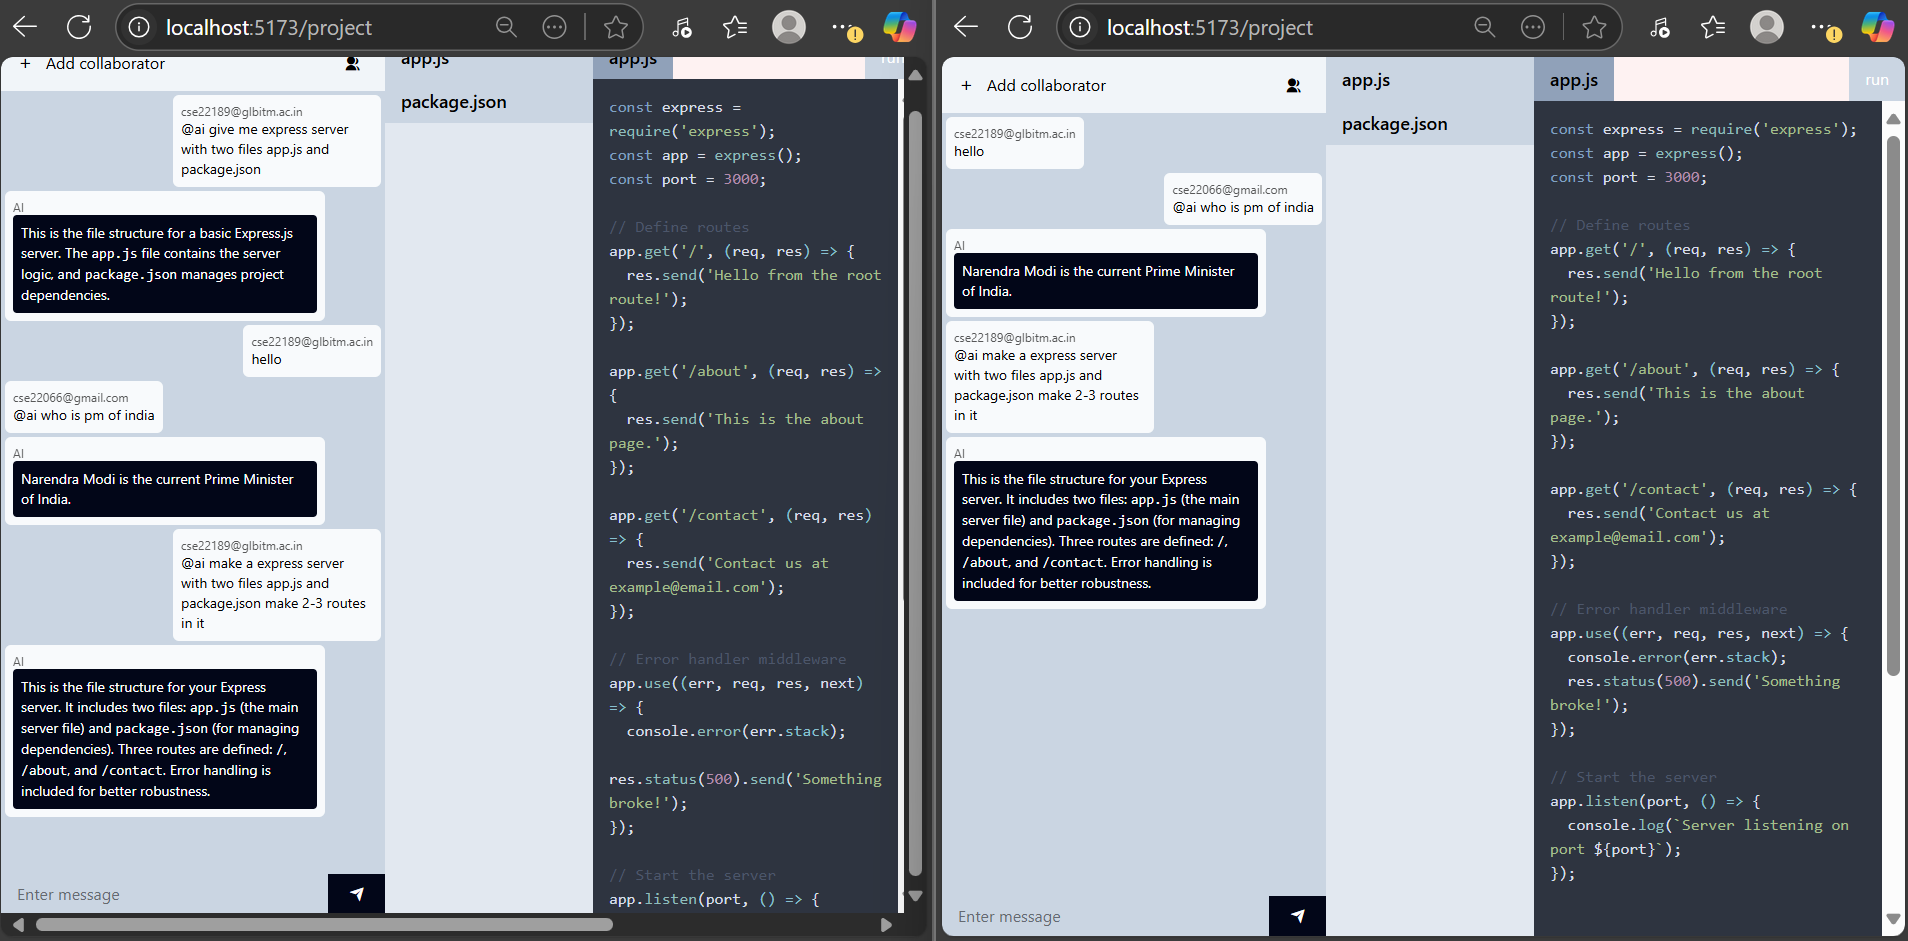 localhost:5173/project
+ Add collaborator
cse22189@glbitm.ac.in
@ai give me express server
with two files app.js and
package.json
AI
This is the file structure for a basic Express.js
server. The app.js file contains the server
logic, and package.json manages project
dependencies.
cse22189@glbitm.ac.in
hello
cse22066@gmail.com
@ai who is pm of india
AI
Narendra Modi is the current Prime Minister
of India.
cse22189@glbitm.ac.in
@ai make a express server
with two files app.js and
package.json make 2-3 routes
in it
AI
This is the file structure for your Express
server. It includes two files: app.js (the main
server file) and package.json (for managing
dependencies). Three routes are defined: /,
/about, and /contact. Error handling is
included for better robustness.
Enter message
app.js
package.json
app.js
run
const express =
require('express');
const app = express();
const port = 3000;
// Define routes
app.get('/', (req, res) => {
res.send('Hello from the root
route!');
});
app.get('/about', (req, res) =>
{
res.send('This is the about
page.');
});
app.get('/contact', (req, res)
=> {
res.send('Contact us at
example@email.com');
});
// Error handler middleware
app.use((err, req, res, next)
=> {
console.error(err.stack);
res.status(500).send('Something
broke!');
});
// Start the server
app.listen(port, () => {
localhost:5173/project
+ Add collaborator
cse22189@glbitm.ac.in
hello
cse22066@gmail.com
@ai who is pm of india
AI
Narendra Modi is the current Prime Minister
of India.
cse22189@glbitm.ac.in
@ai make a express server
with two files app.js and
package.json make 2-3 routes
in it
AI
This is the file structure for your Express
server. It includes two files: app.js (the main
server file) and package.json (for managing
dependencies). Three routes are defined: /,
/about, and /contact. Error handling is
included for better robustness.
Enter message
app.js
package.json
app.js
run
const express = require('express');
const app = express();
const port = 3000;
// Define routes
app.get('/', (req, res) => {
res.send('Hello from the root
route!');
});
app.get('/about', (req, res) => {
res.send('This is the about
page.');
});
app.get('/contact', (req, res) => {
res.send('Contact us at
example@email.com');
});
// Error handler middleware
app.use((err, req, res, next) => {
console.error(err.stack);
res.status(500).send('Something
broke!');
});
// Start the server
app.listen(port, () => {
console.log(`Server listening on
port ${port}`);
});